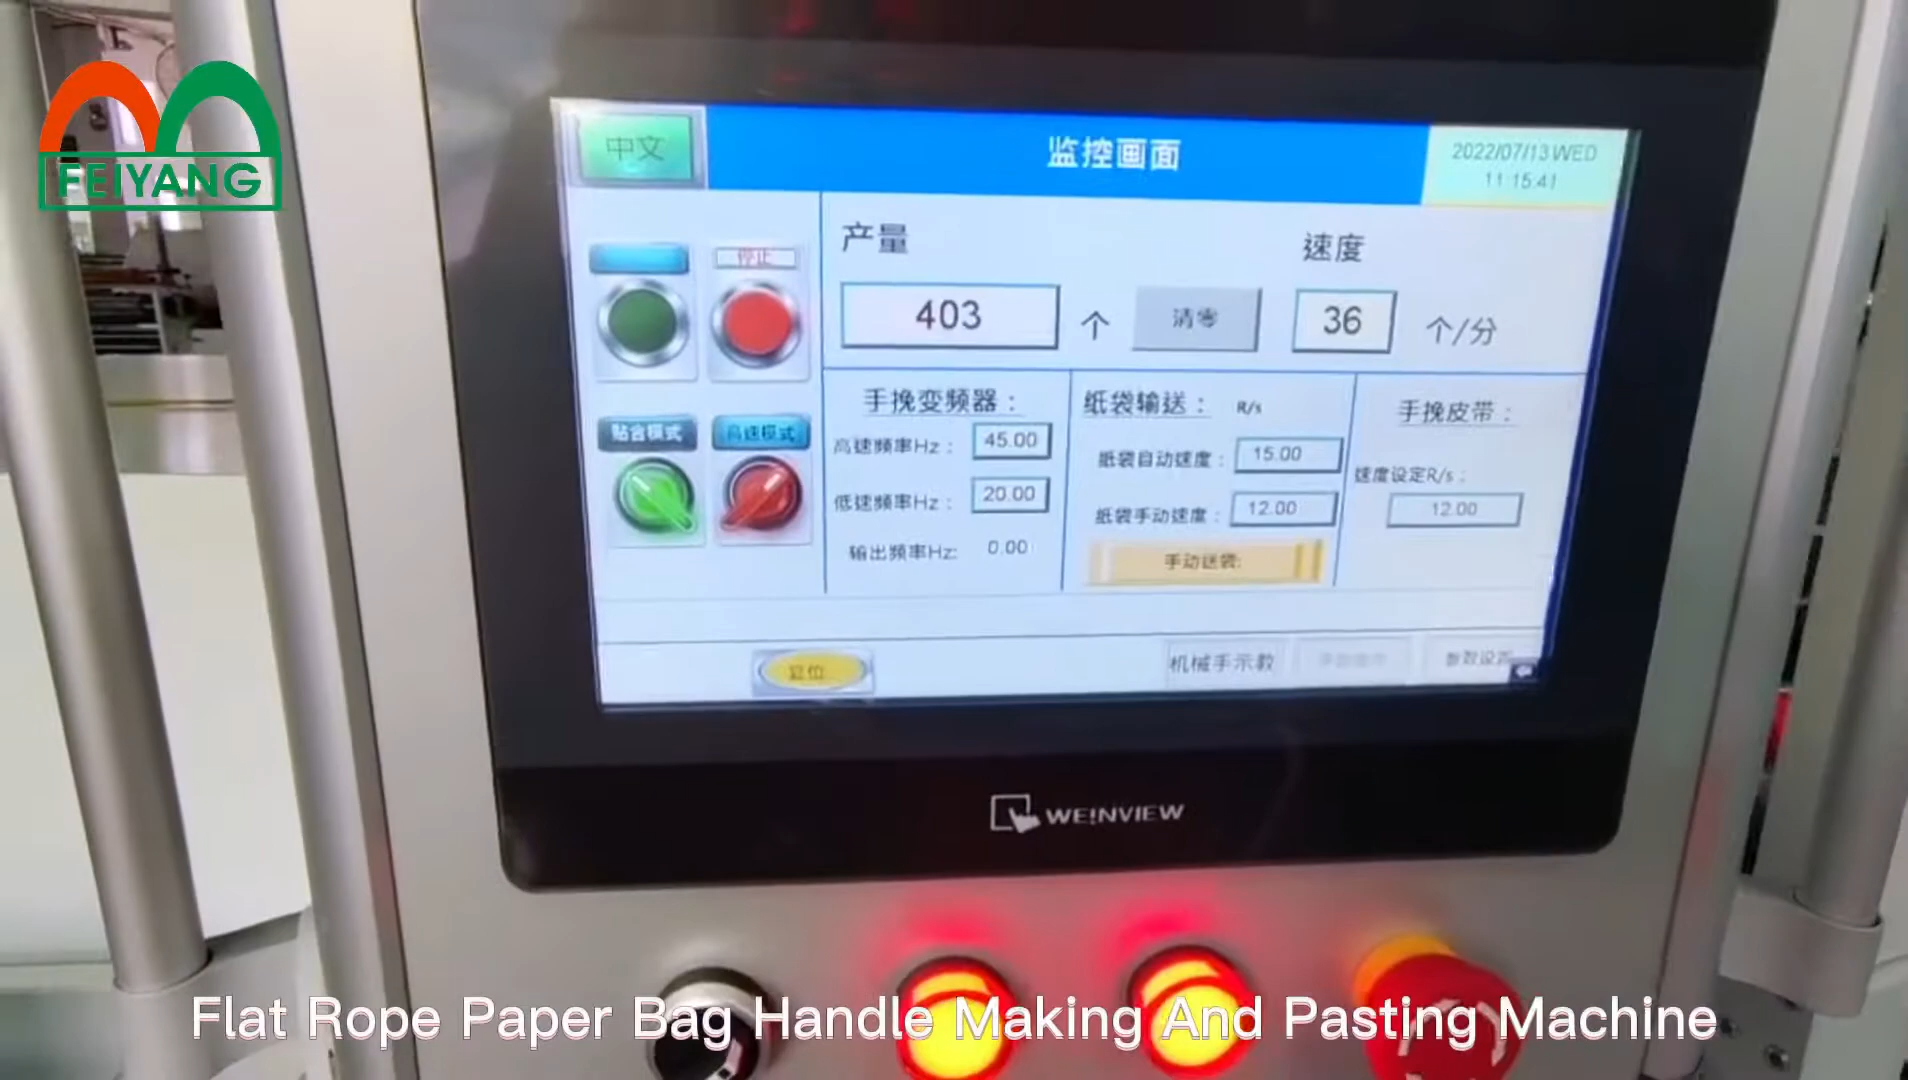 FEIYANG
中文
监控画面
2022/07/13 WED
11:15:41
停止
产量
速度
403 个
清零
36 个/分
贴合模式
高速模式
手挽变频器：
高速频率Hz： 45.00
低速频率Hz： 20.00
输出频率Hz: 0.00
纸袋输送： R/s
纸袋自动速度： 15.00
纸袋手动速度： 12.00
手动送袋:
手挽皮带：
速度设定R/s：
12.00
复位
机械手示教
参数设置
WEINVIEW
Flat Rope Paper Bag Handle Making And Pasting Machine